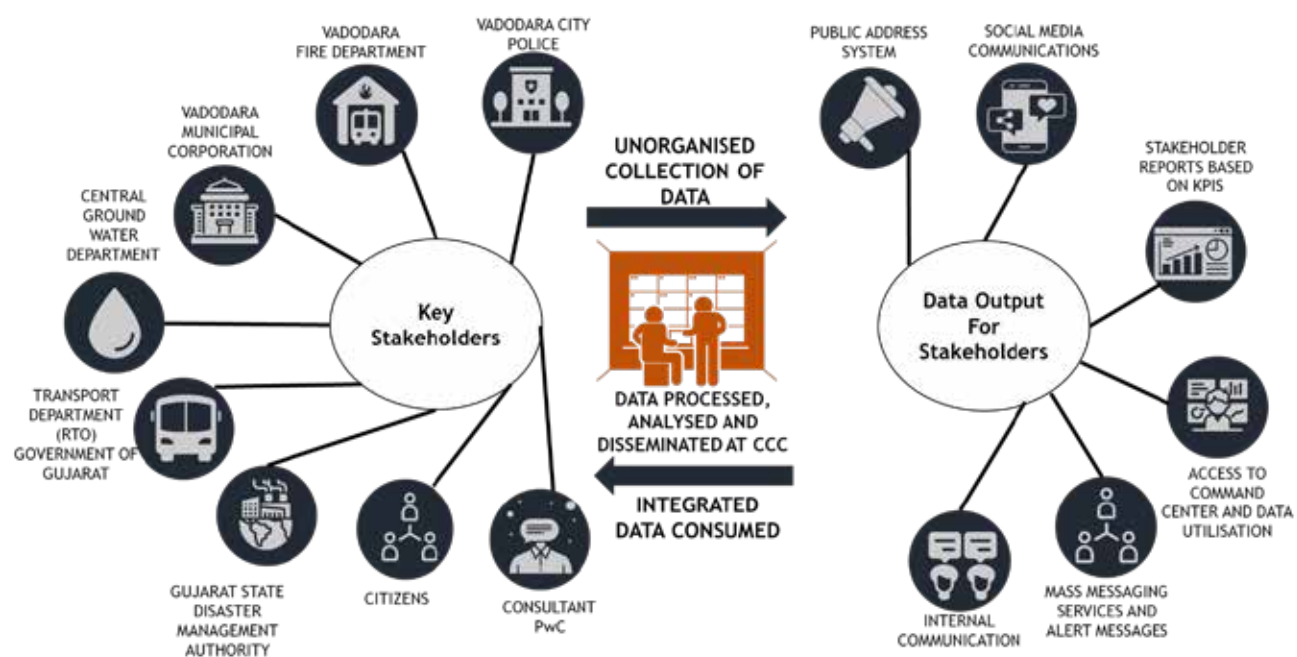 VADODARA
FIRE DEPARTMENT
VADODARA CITY
POLICE
VADODARA
MUNICIPAL
CORPORATION
CENTRAL
GROUND
WATER
DEPARTMENT
TRANSPORT
DEPARTMENT
(RTO)
GOVERNMENT OF
GUJARAT
GUJARAT STATE
DISASTER
MANAGEMENT
AUTHORITY
CITIZENS
CONSULTANT
PwC
Key
Stakeholders
UNORGANISED
COLLECTION OF
DATA
DATA PROCESSED,
ANALYSED AND
DISSEMINATED AT CCC
INTEGRATED
DATA CONSUMED
PUBLIC ADDRESS
SYSTEM
SOCIAL MEDIA
COMMUNICATIONS
STAKEHOLDER
REPORTS BASED
ON KPIS
Data Output
For
Stakeholders
ACCESS TO
COMMAND
CENTER AND DATA
UTILISATION
MASS MESSAGING
SERVICES AND
ALERT MESSAGES
INTERNAL
COMMUNICATION